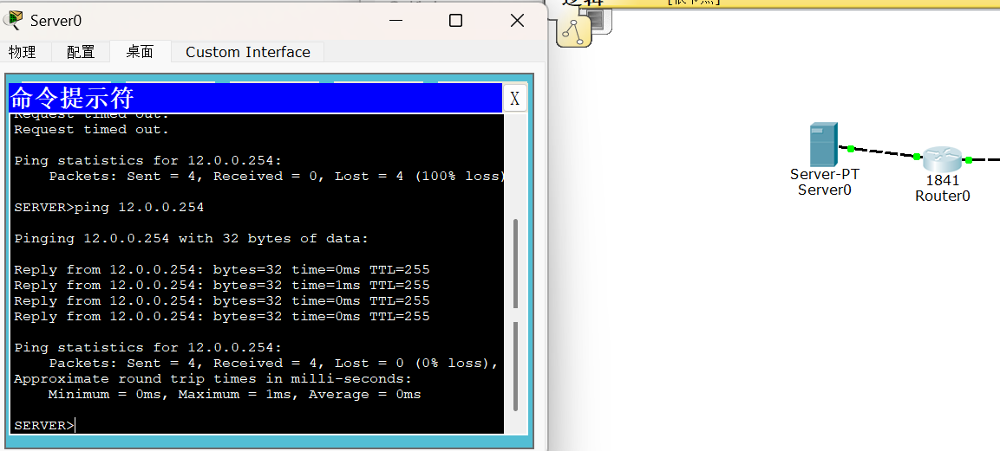 Server0
物理
配置
桌面
Custom Interface
命令提示符
X
Request timed out.
Request timed out.
Ping statistics for 12.0.0.254:
Packets: Sent = 4, Received = 0, Lost = 4 (100% loss)
SERVER>ping 12.0.0.254
Pinging 12.0.0.254 with 32 bytes of data:
Reply from 12.0.0.254: bytes=32 time=0ms TTL=255
Reply from 12.0.0.254: bytes=32 time=1ms TTL=255
Reply from 12.0.0.254: bytes=32 time=0ms TTL=255
Reply from 12.0.0.254: bytes=32 time=0ms TTL=255
Ping statistics for 12.0.0.254:
Packets: Sent = 4, Received = 4, Lost = 0 (0% loss),
Approximate round trip times in milli-seconds:
Minimum = 0ms, Maximum = 1ms, Average = 0ms
SERVER>
Server-PT
Server0
1841
Router0